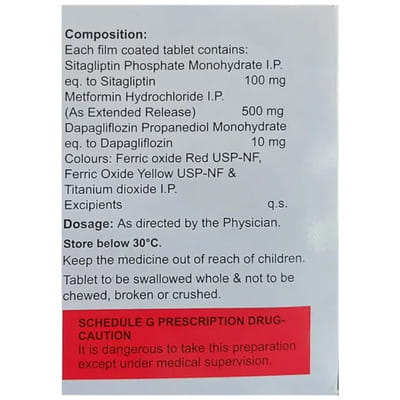 Composition:
Each film coated tablet contains:
Sitagliptin Phosphate Monohydrate I.P.
eq. to Sitagliptin 100 mg
Metformin Hydrochloride I.P.
(As Extended Release) 500 mg
Dapagliflozin Propanediol Monohydrate
eq. to Dapagliflozin 10 mg
Colours: Ferric oxide Red USP-NF,
Ferric Oxide Yellow USP-NF &
Titanium dioxide I.P.
Excipients q.s.
Dosage: As directed by the Physician.
Store below 30°C.
Keep the medicine out of reach of children.
Tablet to be swallowed whole & not to be
chewed, broken or crushed.
SCHEDULE G PRESCRIPTION DRUG-
CAUTION
It is dangerous to take this preparation
except under medical supervision.